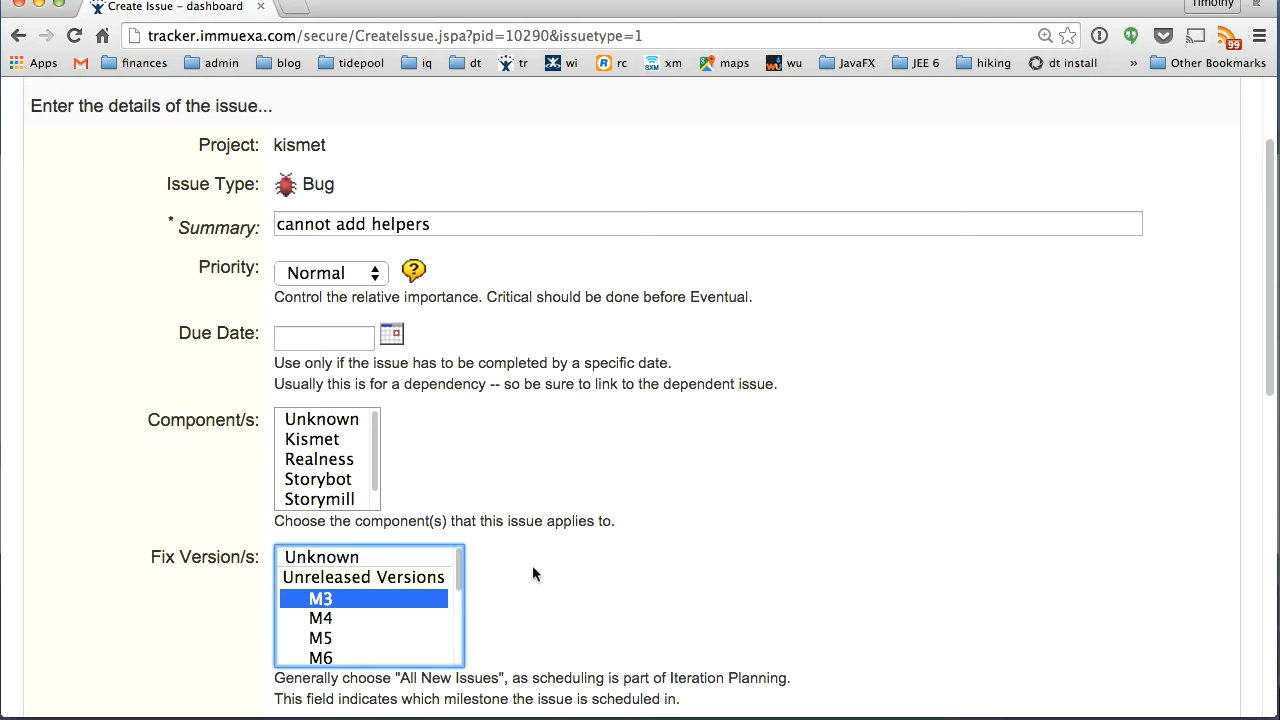 Create Issue - dashboard × Timothy
tracker.immuexa.com/secure/CreateIssue.jspa?pid=10290&issuetype=1 99
Apps finances admin blog tidepool iq dt tr wi rc xm maps wu JavaFX JEE 6 hiking dt install » Other Bookmarks
Enter the details of the issue...
Project: kismet
Issue Type: Bug
* Summary: cannot add helpers
Priority: Normal ?
Control the relative importance. Critical should be done before Eventual.
Due Date:
Use only if the issue has to be completed by a specific date.
Usually this is for a dependency -- so be sure to link to the dependent issue.
Component/s: Unknown
Kismet
Realness
Storybot
Storymill
Choose the component(s) that this issue applies to.
Fix Version/s: Unknown
Unreleased Versions
M3
M4
M5
M6
Generally choose "All New Issues", as scheduling is part of Iteration Planning.
This field indicates which milestone the issue is scheduled in.